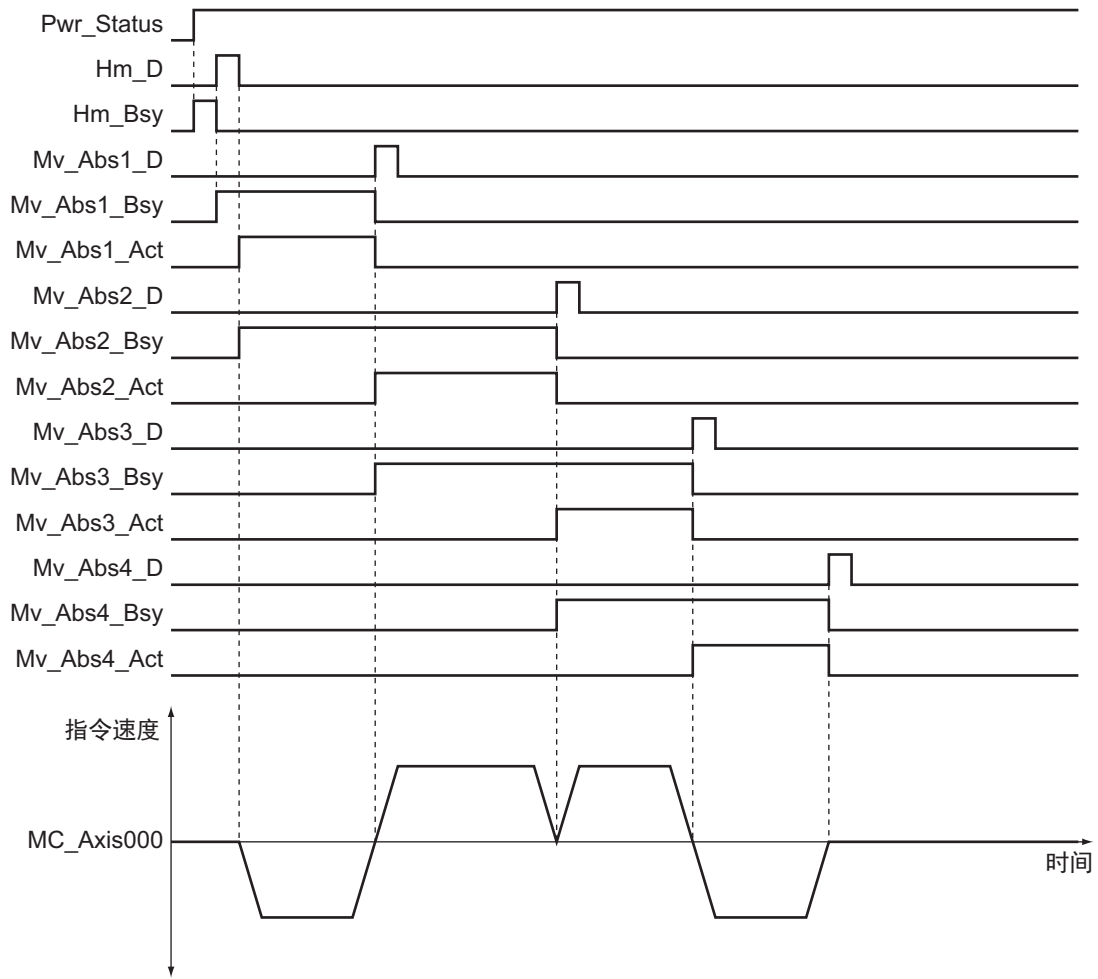 Pwr_Status
Hm_D
Hm_Bsy
Mv_Abs1_D
Mv_Abs1_Bsy
Mv_Abs1_Act
Mv_Abs2_D
Mv_Abs2_Bsy
Mv_Abs2_Act
Mv_Abs3_D
Mv_Abs3_Bsy
Mv_Abs3_Act
Mv_Abs4_D
Mv_Abs4_Bsy
Mv_Abs4_Act
指令速度
MC_Axis000
时间